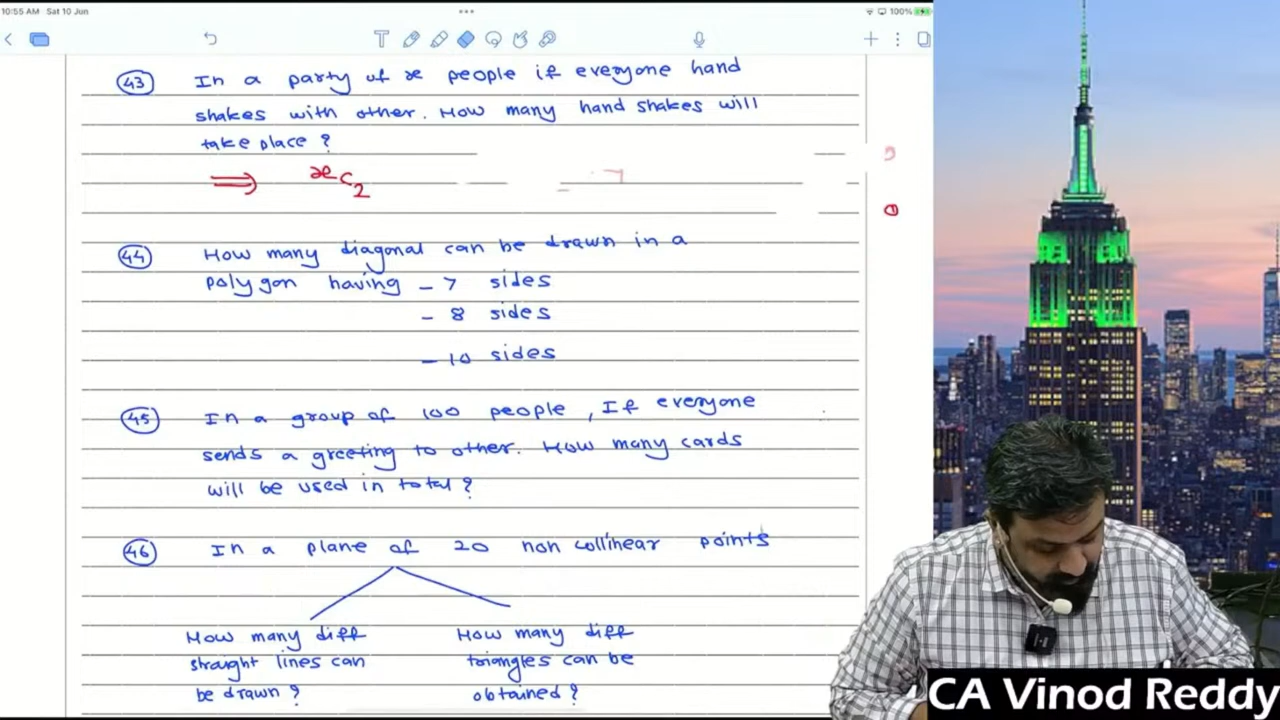 10:55 AM Sat 10 Jun
100%
T
43 In a party of x people if everyone hand
shakes with other. How many hand shakes will
take place ?
⇒ xC2
44 How many diagonal can be drawn in a
polygon having - 7 sides
- 8 sides
- 10 sides
45 In a group of 100 people, If everyone
sends a greeting to other. How many cards
will be used in total ?
46 In a plane of 20 non collinear points
How many diff
straight lines can
be drawn ?
How many diff
triangles can be
obtained ?
CA Vinod Reddy